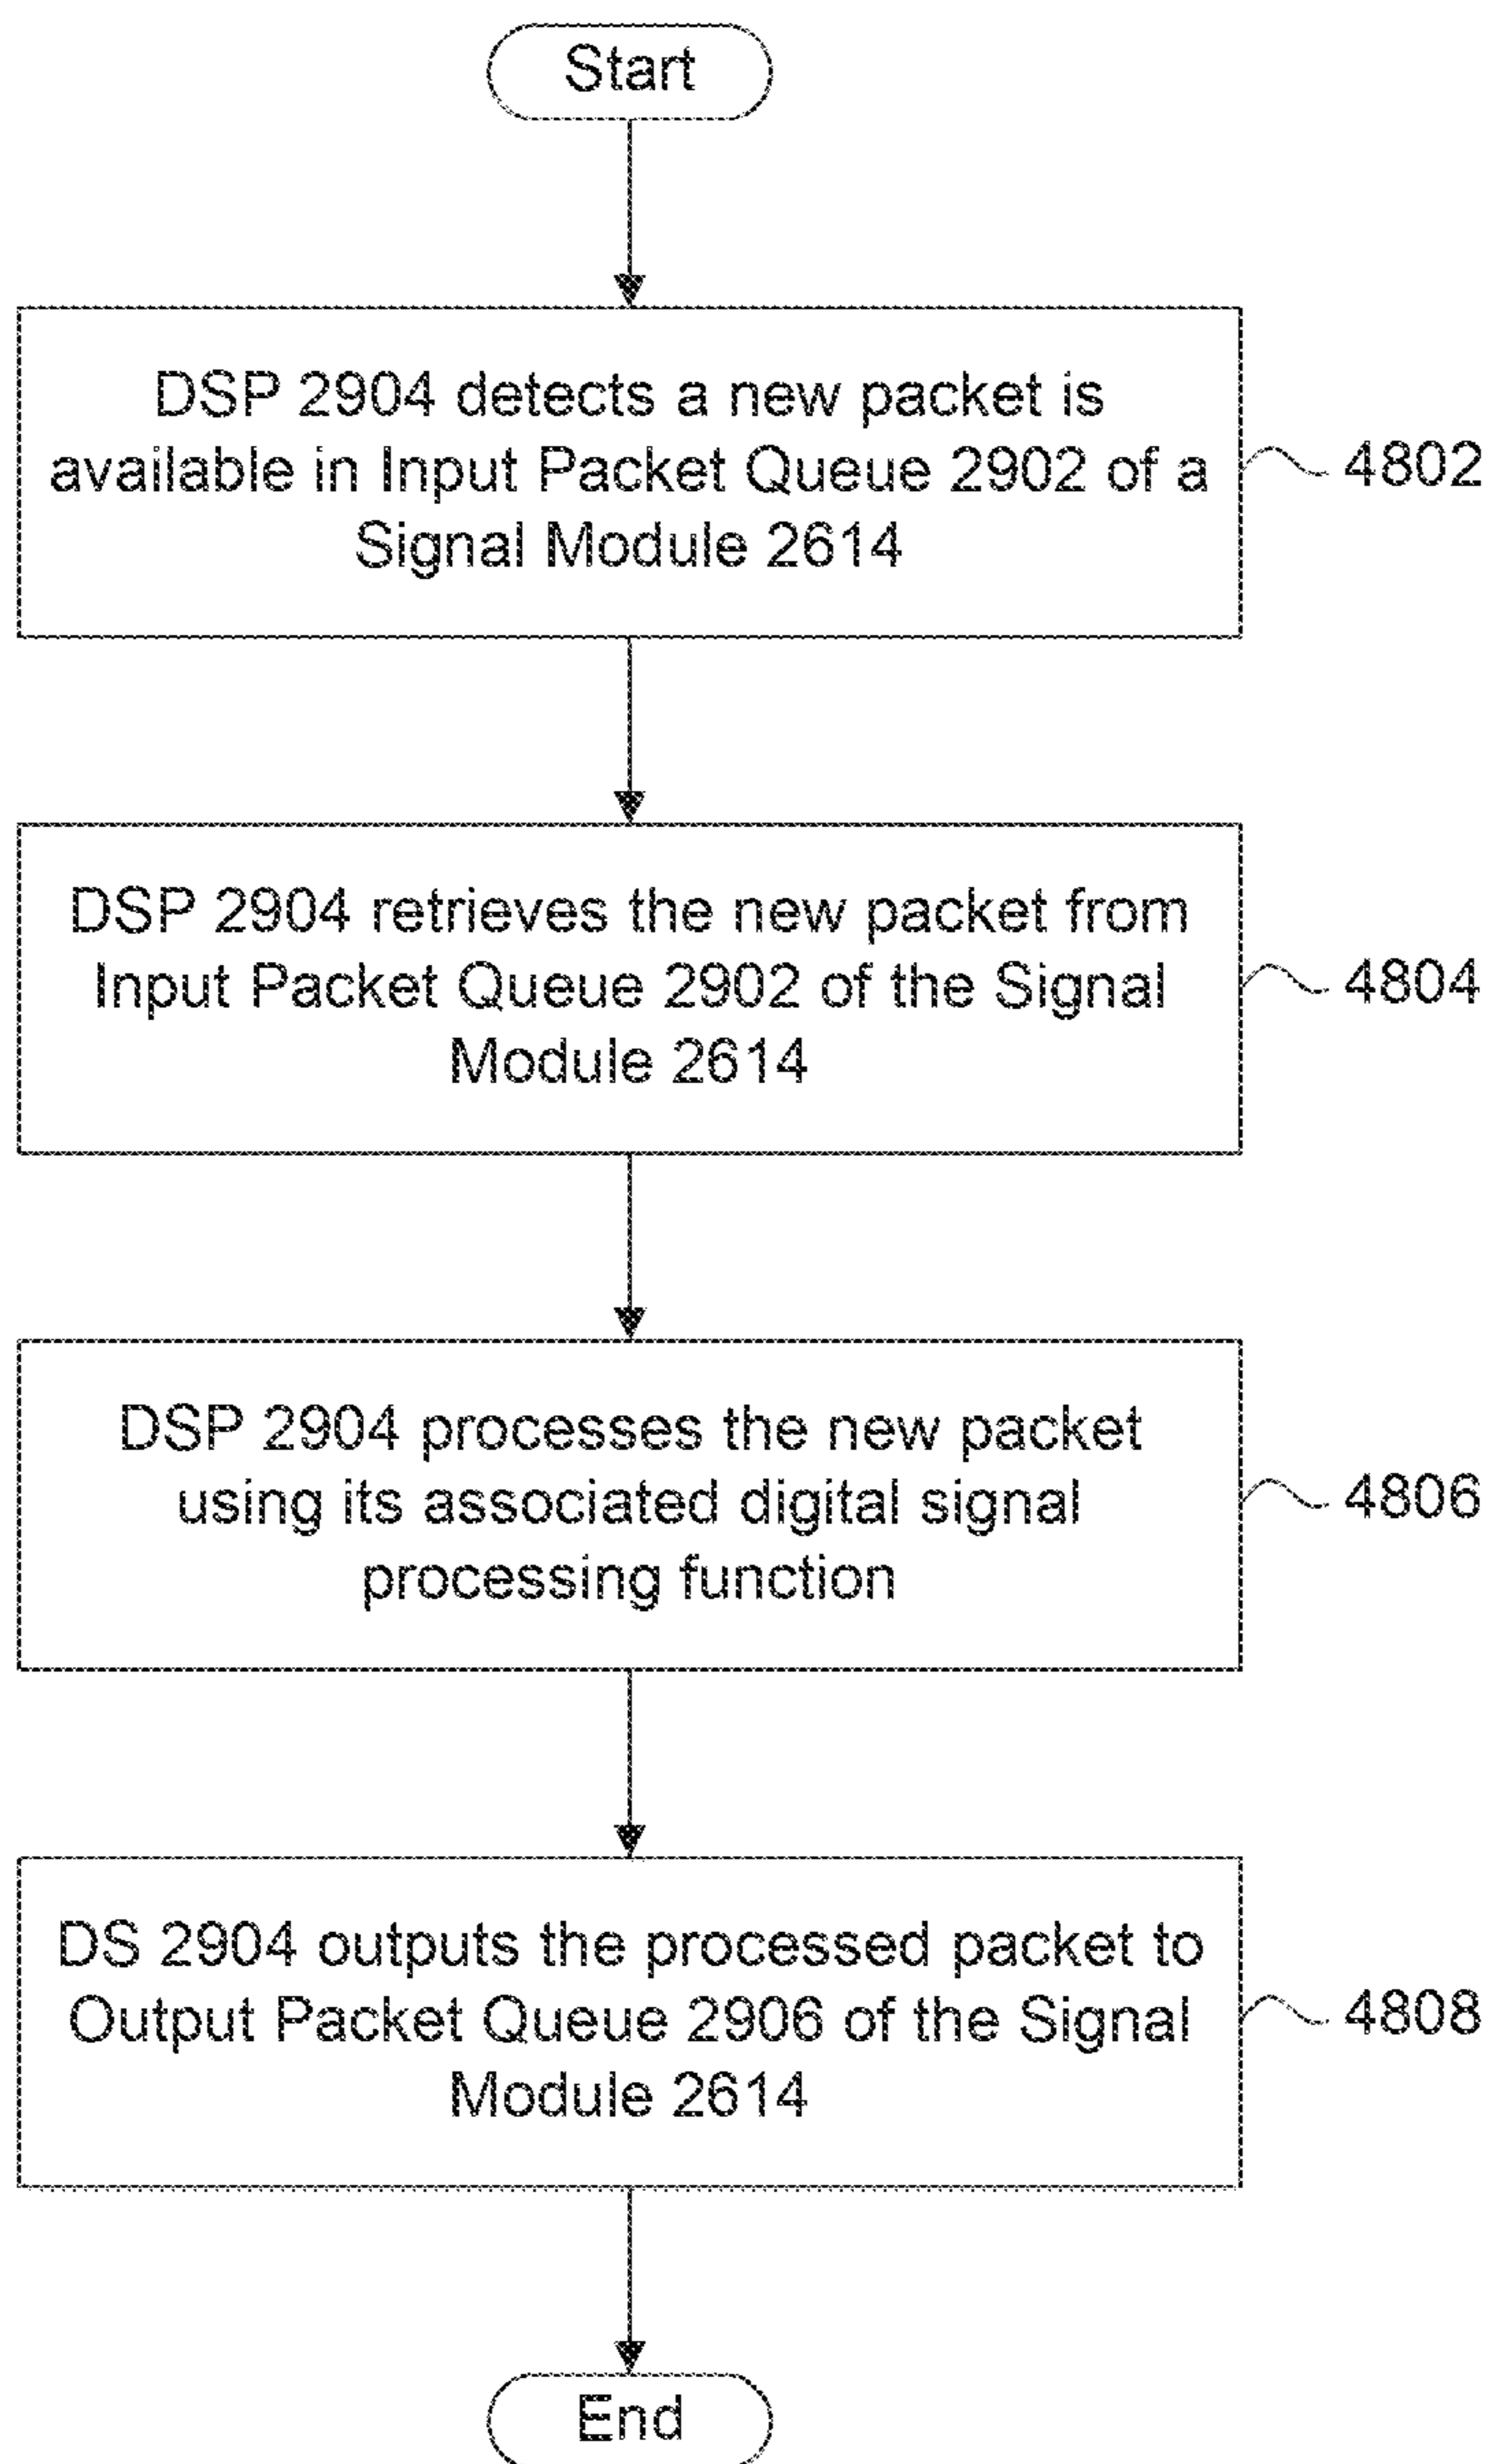 Start
DSP 2904 detects a new packet is
available in Input Packet Queue 2902 of a
Signal Module 2614
4802
DSP 2904 retrieves the new packet from
Input Packet Queue 2902 of the Signal
Module 2614
4804
DSP 2904 processes the new packet
using its associated digital signal
processing function
4806
DS 2904 outputs the processed packet to
Output Packet Queue 2906 of the Signal
Module 2614
4808
End